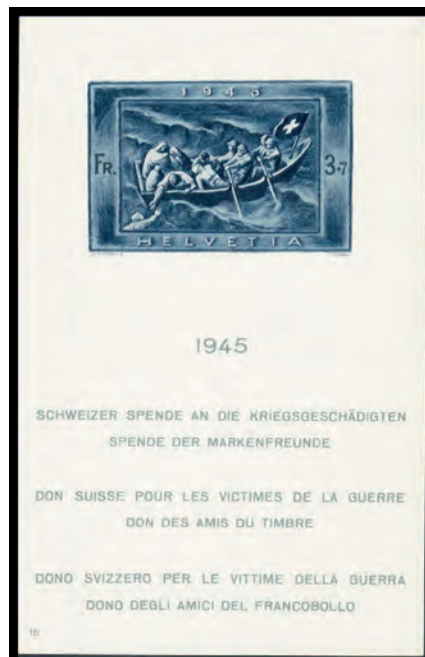 1945
FR. 3+7
HELVETIA
1945
SCHWEIZER SPENDE AN DIE KRIEGSGESCHÄDIGTEN
SPENDE DER MARKENFREUNDE
DON SUISSE POUR LES VICTIMES DE LA GUERRE
DON DES AMIS DU TIMBRE
DONO SVIZZERO PER LE VITTIME DELLA GUERRA
DONO DEGLI AMICI DEL FRANCOBOLLO
16